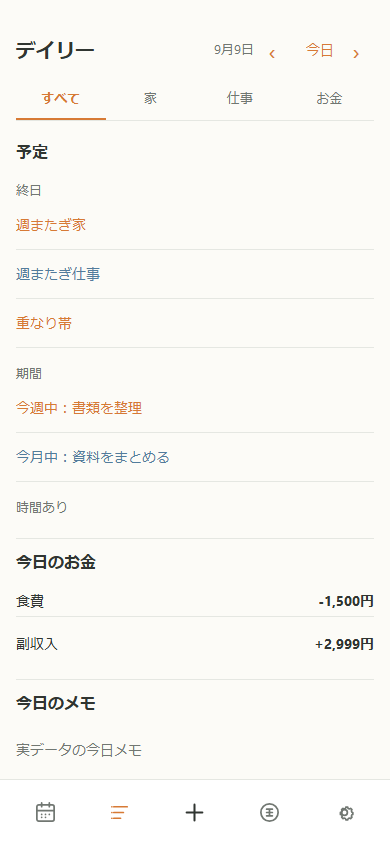 デイリー 9月9日 ‹ 今日 ›
すべて 家 仕事 お金
予定
終日
週またぎ家
週またぎ仕事
重なり帯
期間
今週中：書類を整理
今月中：資料をまとめる
時間あり
今日のお金
食費 -1,500円
副収入 +2,999円
今日のメモ
実データの今日メモ